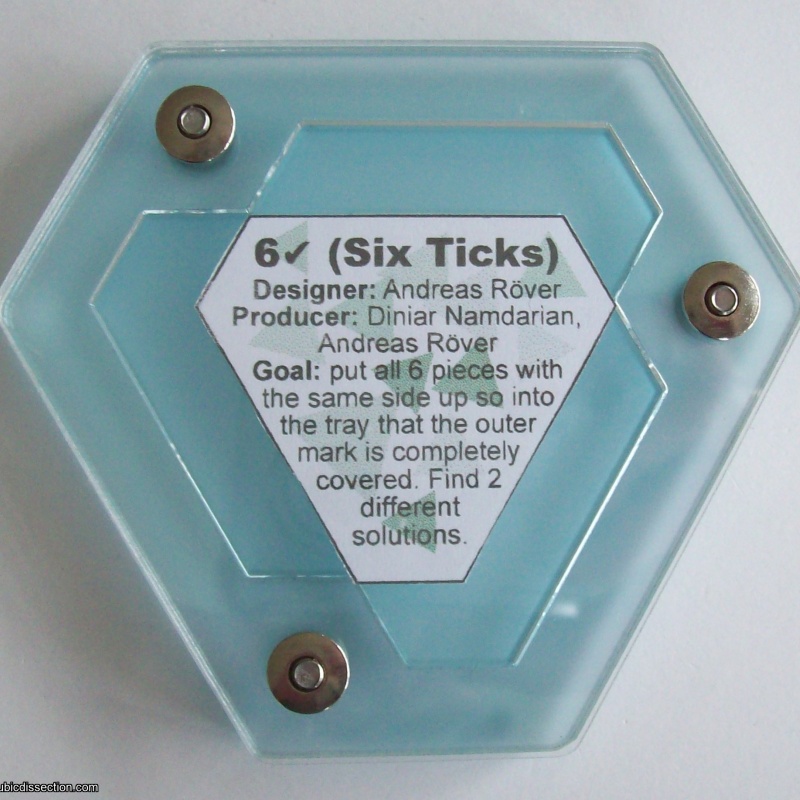 6✔ (Six Ticks)
Designer: Andreas Röver
Producer: Diniar Namdarian,
Andreas Röver
Goal: put all 6 pieces with
the same side up so into
the tray that the outer
mark is completely
covered. Find 2
different
solutions.
ubicdissection.com